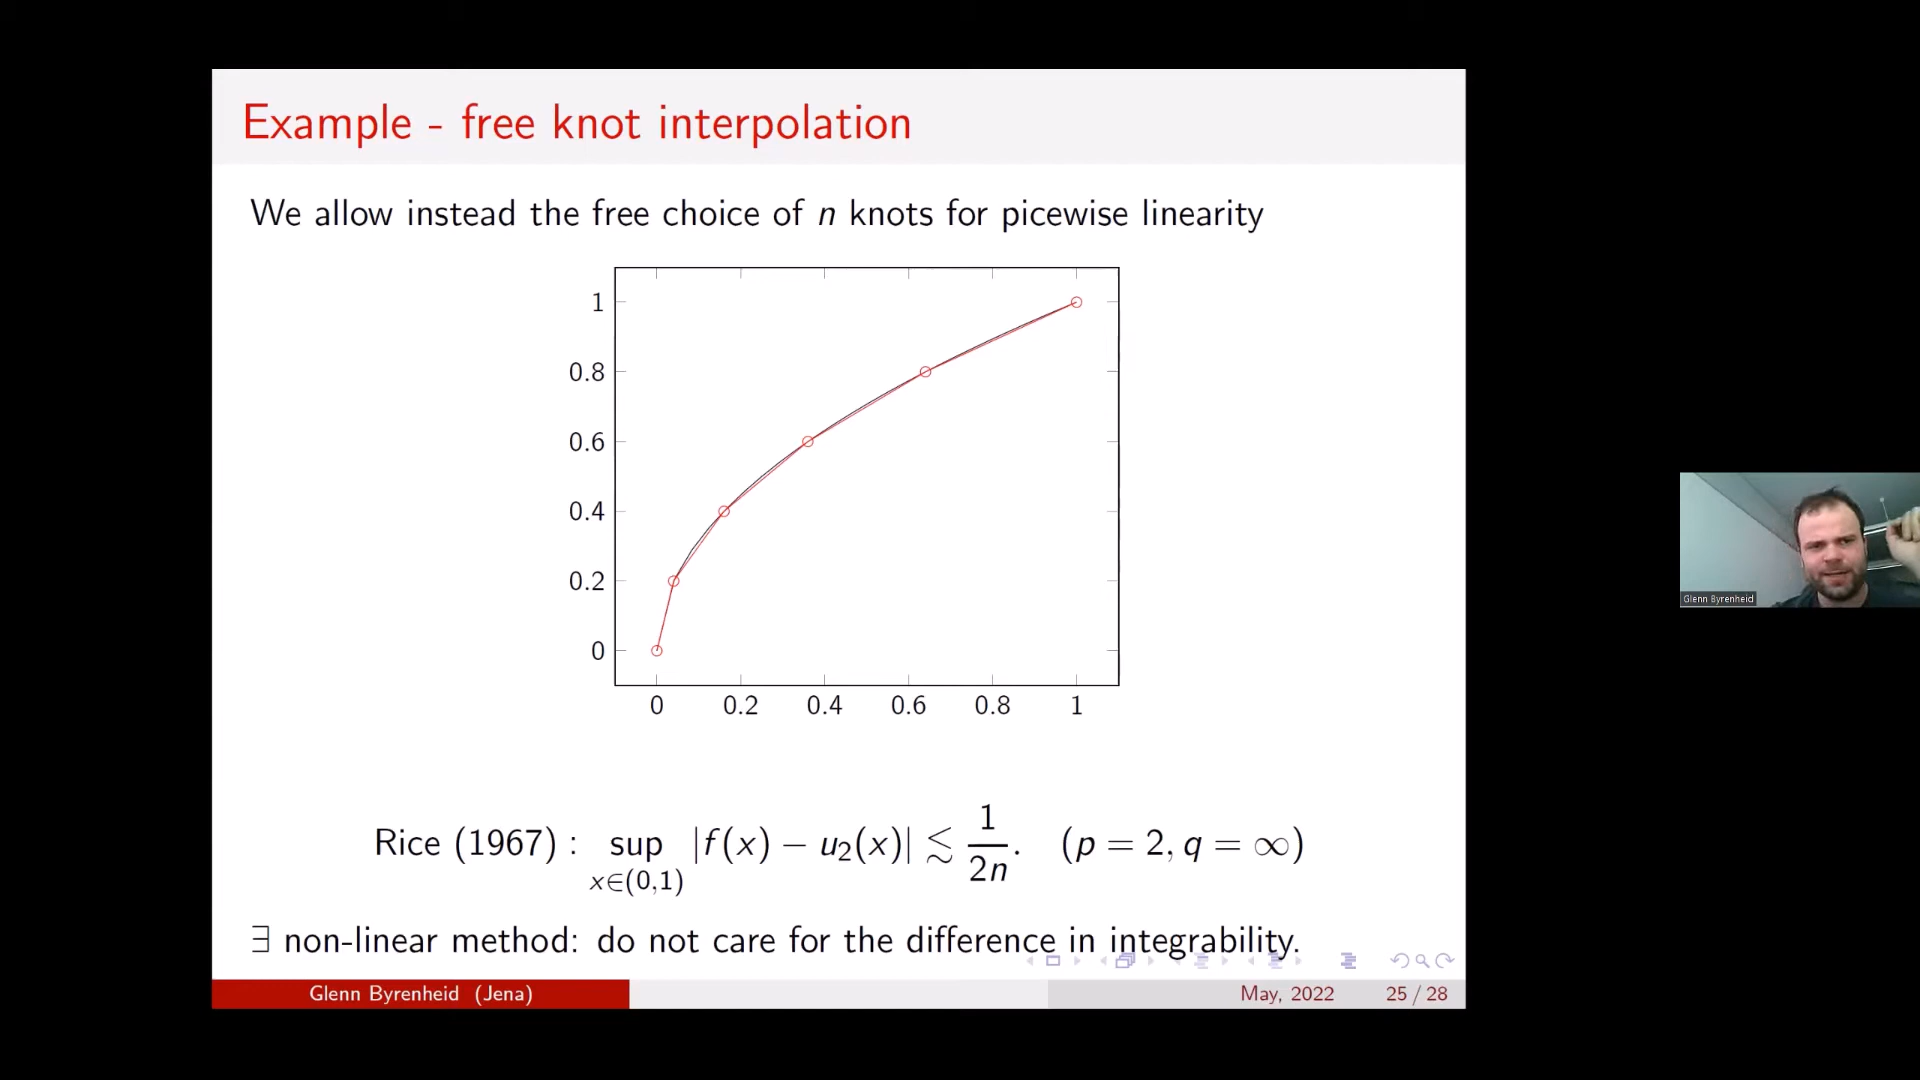 Example - free knot interpolation
We allow instead the free choice of n knots for picewise linearity
1
0.8
0.6
0.4
0.2
0
0 0.2 0.4 0.6 0.8 1
Rice (1967) : sup |f(x) − u₂(x)| ≲ 1/2n. (p = 2, q = ∞)
x∈(0,1)
∃ non-linear method: do not care for the difference in integrability.
Glenn Byrenheid (Jena) May, 2022 25 / 28
Glenn Byrenheid